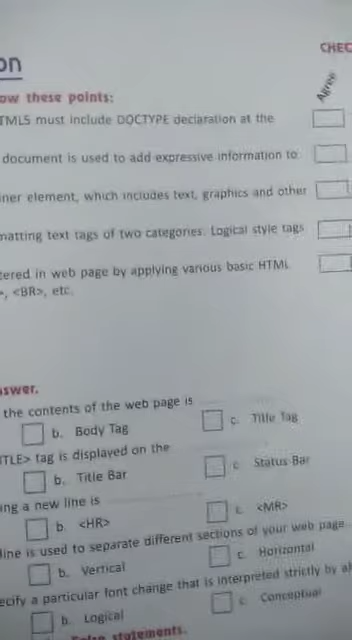 on
CHEC
Agree
ow these points:
TML5 must include DOCTYPE declaration at the
document is used to add expressive information to
iner element, which includes text, graphics and other
matting text tags of two categories. Logical style tags
tered in web page by applying various basic HTML
>, <BR>, etc.
nswer.
the contents of the web page is
b. Body Tag
c. Title Tag
ITLE> tag is displayed on the
b. Title Bar
c Status Bar
ing a new line is
b. <HR>
c. <MR>
line is used to separate different sections of your web page.
b. Vertical
c. Horizontal
ecify a particular font change that is interpreted strictly by al
b. Logical
c Conceptual
False statements.